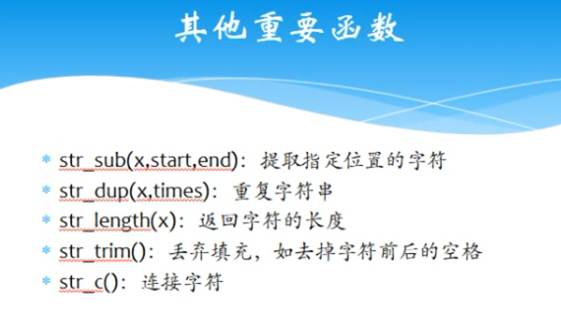 其他重要函数
str_sub(x,start,end)：提取指定位置的字符
str_dup(x,times)：重复字符串
str_length(x)：返回字符的长度
str_trim()：丢弃填充，如去掉字符前后的空格
str_c()：连接字符